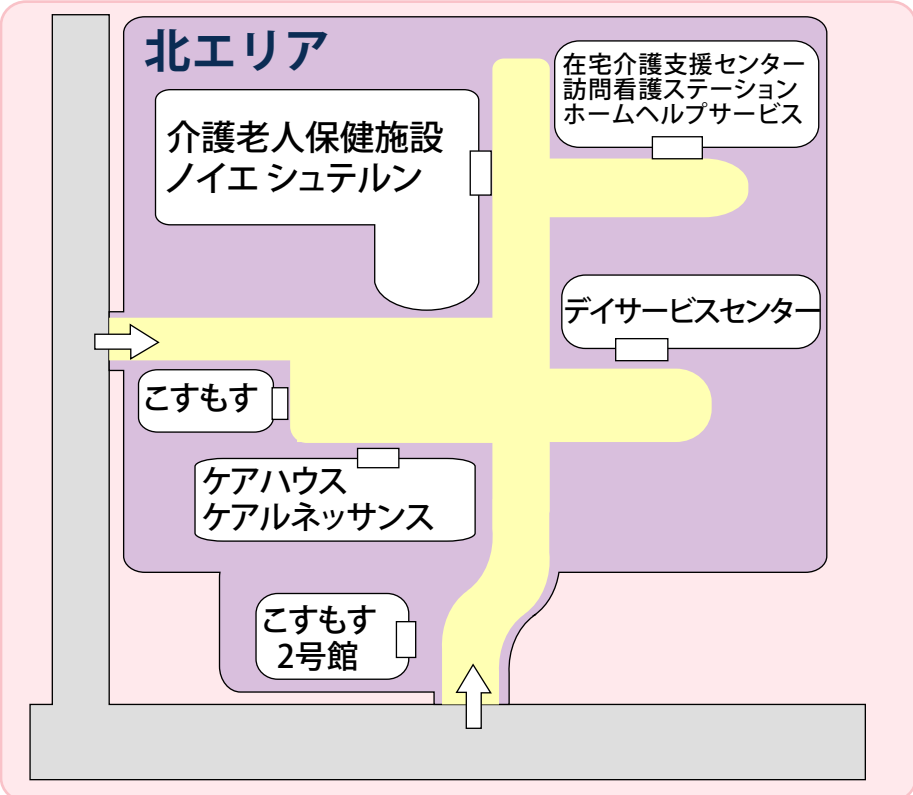 北エリア
在宅介護支援センター
訪問看護ステーション
ホームヘルプサービス
介護老人保健施設
ノイエ シュテルン
デイサービスセンター
こすもす
ケアハウス
ケアルネッサンス
こすもす
2号館